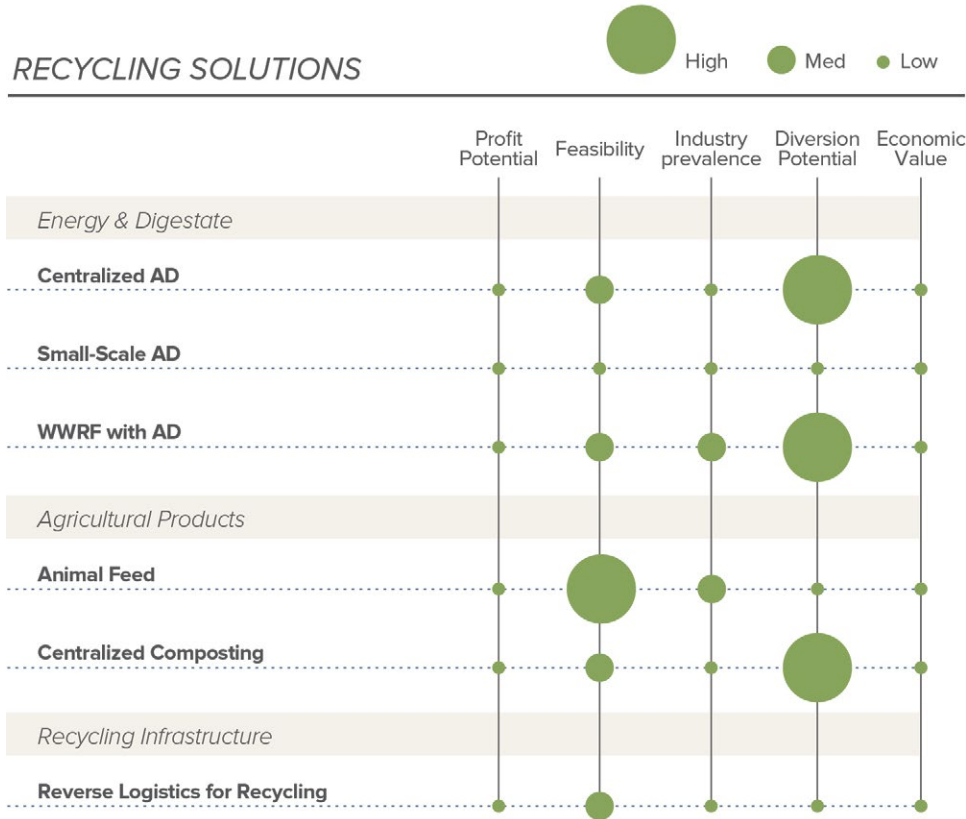 RECYCLING SOLUTIONS
High
Med
Low
Profit
Potential
Feasibility
Industry
prevalence
Diversion
Potential
Economic
Value
Energy & Digestate
Centralized AD
Small-Scale AD
WWRF with AD
Agricultural Products
Animal Feed
Centralized Composting
Recycling Infrastructure
Reverse Logistics for Recycling